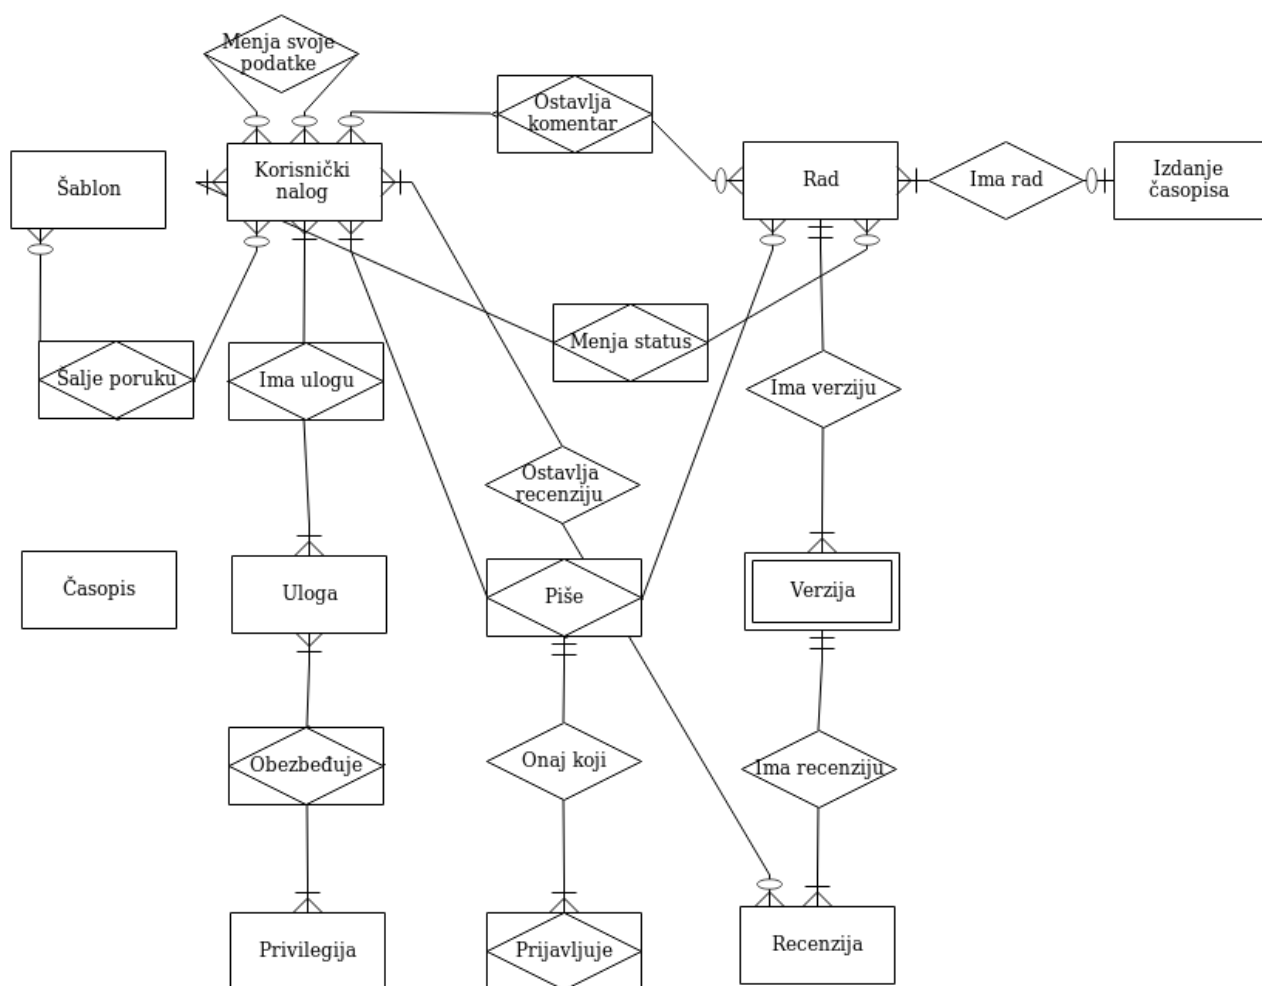 Menja svoje
podatke
Ostavlja
komentar
Šablon
Korisnički
nalog
Rad
Ima rad
Izdanje
časopisa
Menja status
Šalje poruku
Ima ulogu
Ima verziju
Ostavlja
recenziju
Časopis
Uloga
Piše
Verzija
Obezbeđuje
Onaj koji
Ima recenziju
Privilegija
Prijavljuje
Recenzija